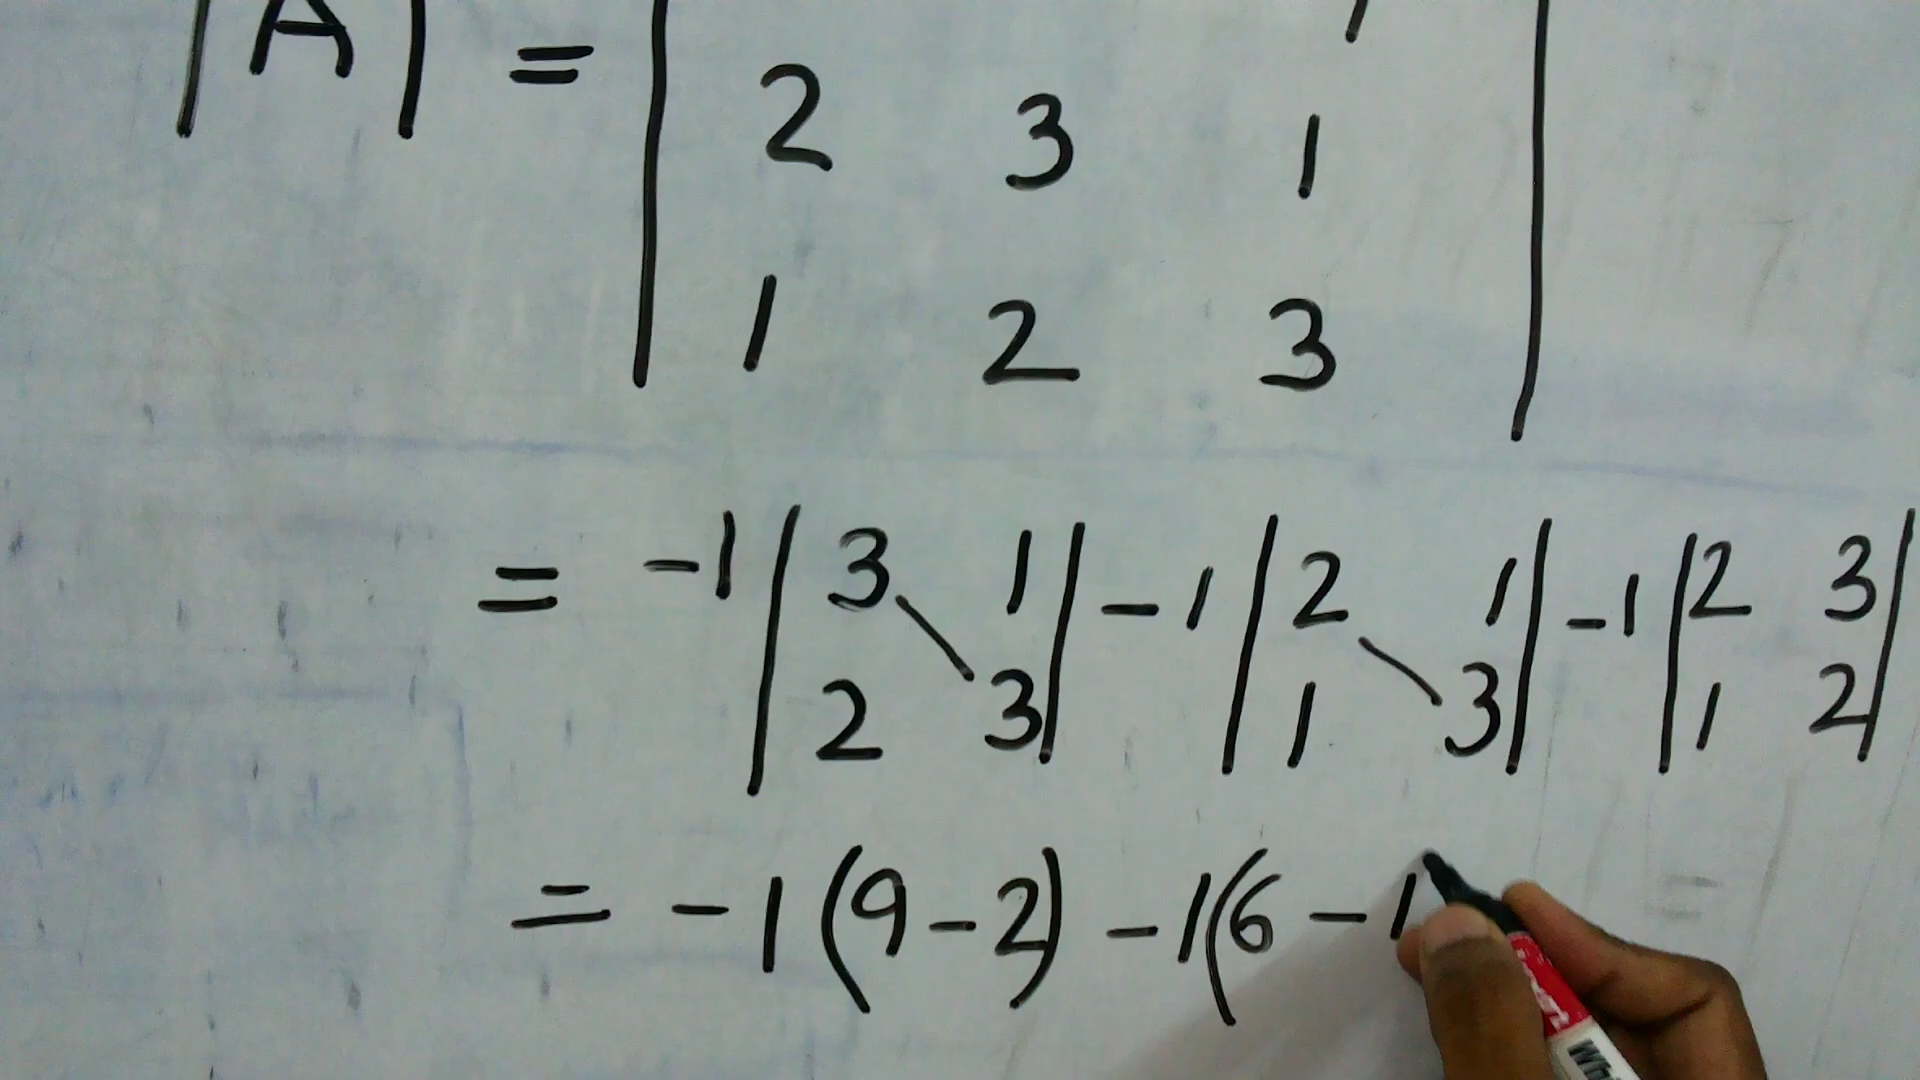 |A| = | 2 3 1
1 2 3 |
= -1 | 3 1 | - 1 | 2 1 | - 1 | 2 3 |
2 3 1 3 1 2
= -1 (9 - 2) - 1(6 - 1